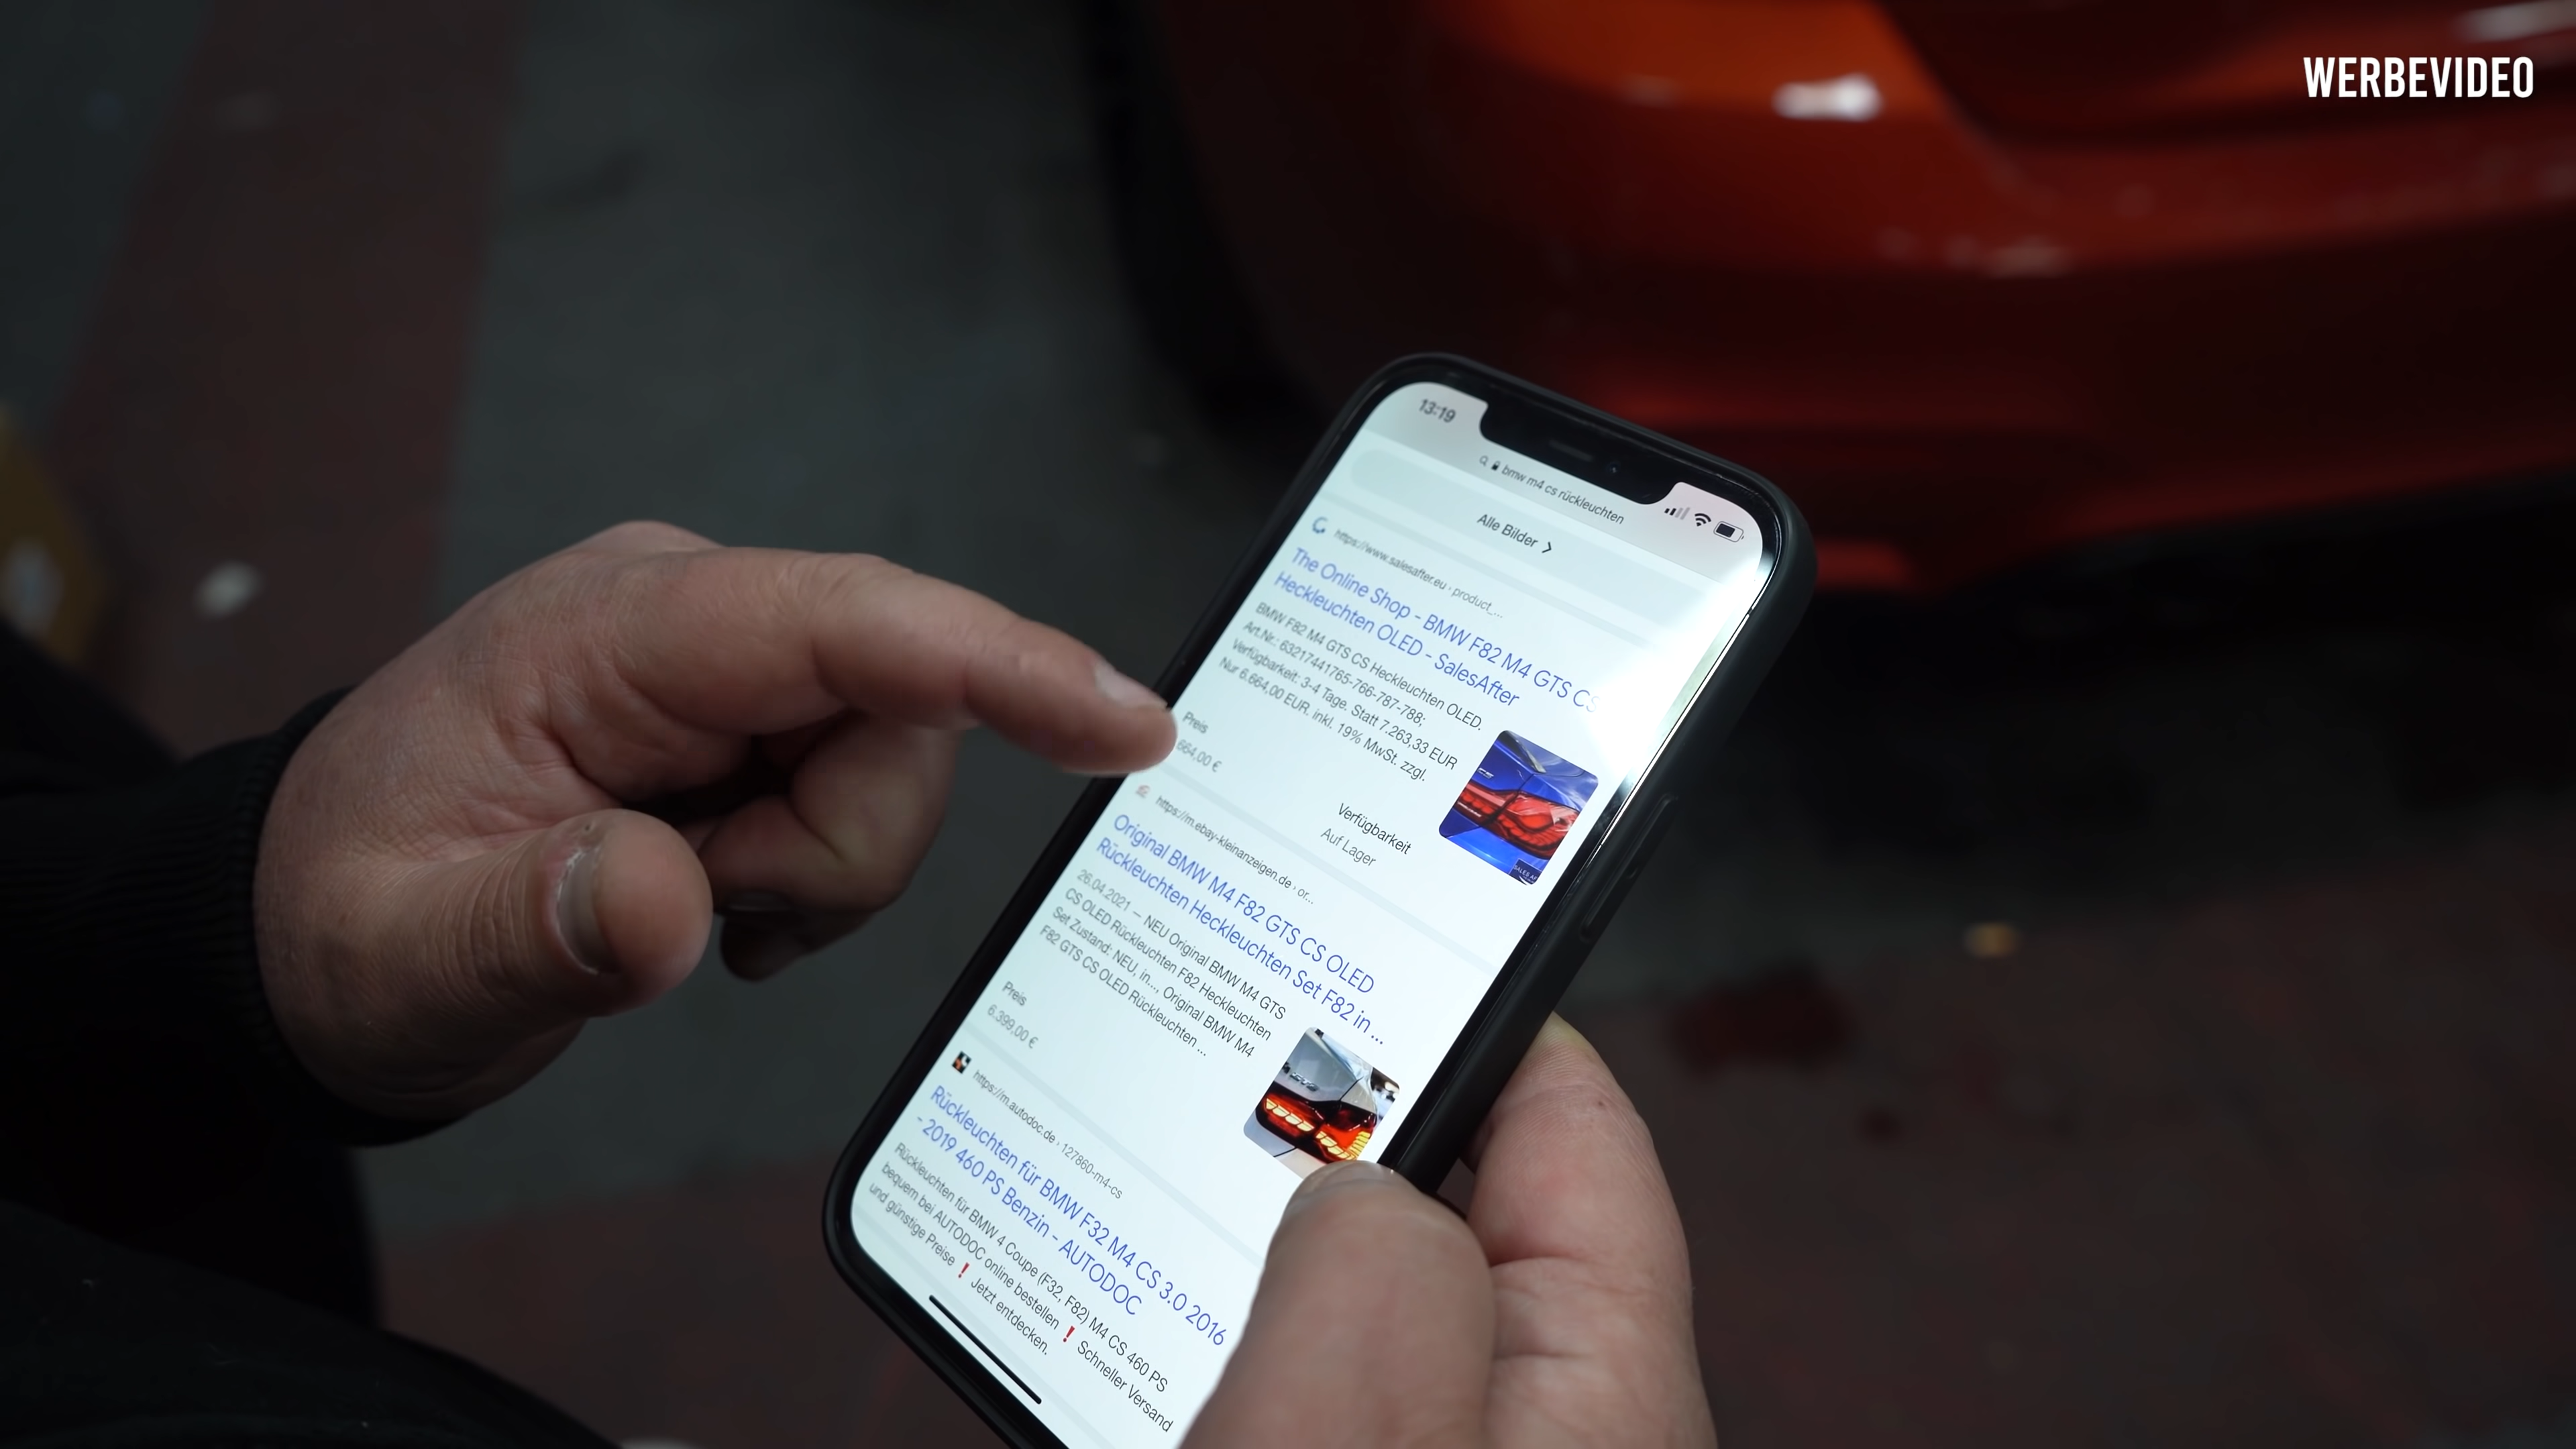 WERBEVIDEO
13:19
bmw m4 cs rückleuchten
Alle Bilder
https://www.salesafter.eu › product_...
The Online Shop - BMW F82 M4 GTS CS
Heckleuchten OLED - SalesAfter
BMW F82 M4 GTS CS Heckleuchten OLED.
Art.Nr.: 63217441765-766-787-788;
Verfügbarkeit: 3-4 Tage. Statt 7.263,33 EUR
Nur 6.664,00 EUR. inkl. 19% MwSt. zzgl.
Preis
664,00 €
Verfügbarkeit
Auf Lager
https://m.ebay-kleinanzeigen.de › or...
Original BMW M4 F82 GTS CS OLED
Rückleuchten Heckleuchten Set F82 in ...
26.04.2021 — NEU Original BMW M4 GTS
CS OLED Rückleuchten F82 Heckleuchten
Set Zustand: NEU, in..., Original BMW M4
F82 GTS CS OLED Rückleuchten ...
Preis
6.399,00 €
https://m.autodoc.de › 127860-m4-cs
Rückleuchten für BMW F32 M4 CS 3.0 2016
- 2019 460 PS Benzin - AUTODOC
Rückleuchten für BMW 4 Coupe (F32, F82) M4 CS 460 PS
bequem bei AUTODOC online bestellen ❗ Schneller Versand
und günstige Preise ❗ Jetzt entdecken.